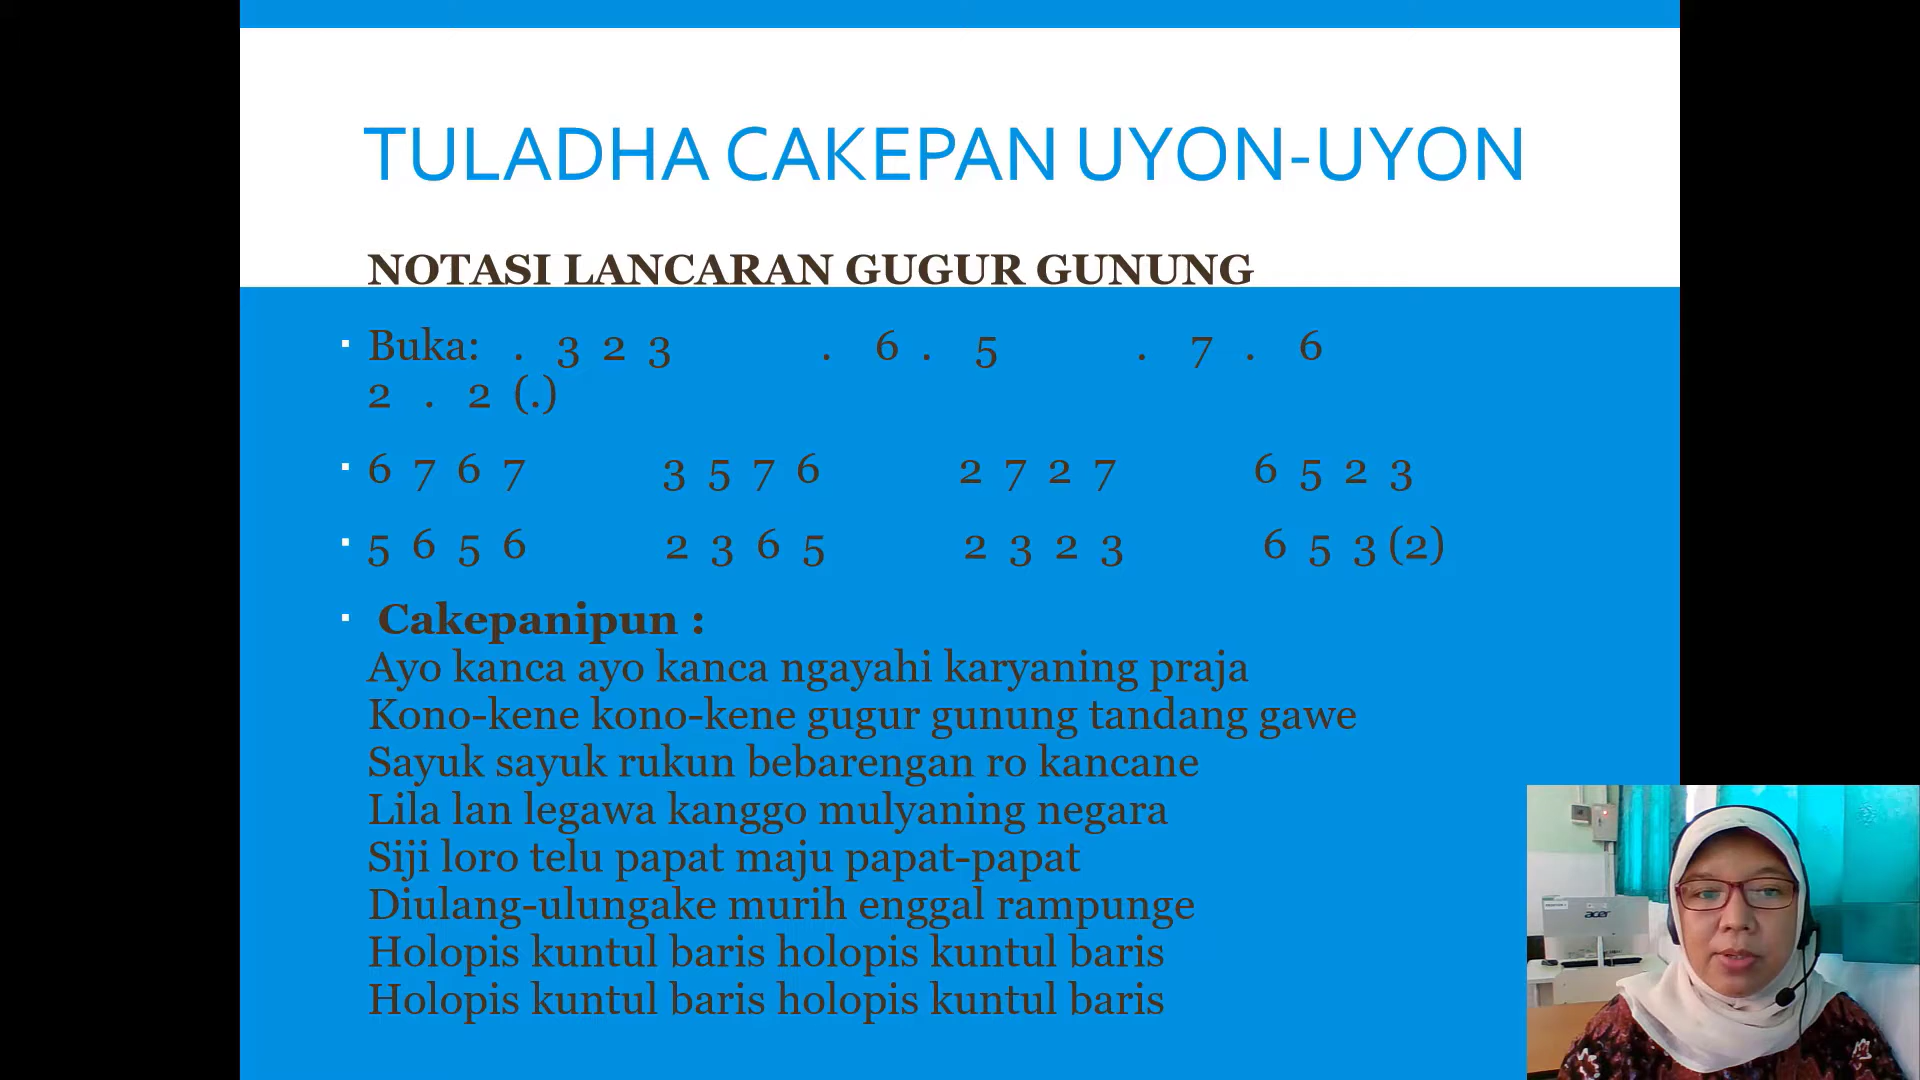 TULADHA CAKEPAN UYON-UYON
NOTASI LANCARAN GUGUR GUNUNG
▪ Buka: . 3 2 3 . 6 . 5 . 7 . 6
2 . 2 (.)
▪ 6 7 6 7 3 5 7 6 2 7 2 7 6 5 2 3
▪ 5 6 5 6 2 3 6 5 2 3 2 3 6 5 3 (2)
▪ Cakepanipun :
Ayo kanca ayo kanca ngayahi karyaning praja
Kono-kene kono-kene gugur gunung tandang gawe
Sayuk sayuk rukun bebarengan ro kancane
Lila lan legawa kanggo mulyaning negara
Siji loro telu papat maju papat-papat
Diulang-ulungake murih enggal rampunge
Holopis kuntul baris holopis kuntul baris
Holopis kuntul baris holopis kuntul baris
acer